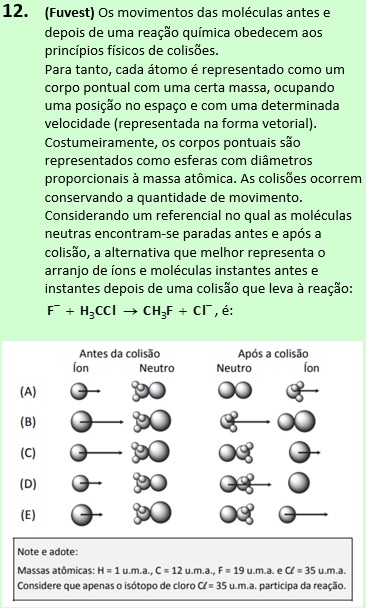 12. (Fuvest) Os movimentos das moléculas antes e
depois de uma reação química obedecem aos
princípios físicos de colisões.
Para tanto, cada átomo é representado como um
corpo pontual com uma certa massa, ocupando
uma posição no espaço e com uma determinada
velocidade (representada na forma vetorial).
Costumeiramente, os corpos pontuais são
representados como esferas com diâmetros
proporcionais à massa atômica. As colisões ocorrem
conservando a quantidade de movimento.
Considerando um referencial no qual as moléculas
neutras encontram-se paradas antes e após a
colisão, a alternativa que melhor representa o
arranjo de íons e moléculas instantes antes e
instantes depois de uma colisão que leva à reação:
F⁻ + H₃CCl → CH₃F + Cl⁻, é:
Antes da colisão Após a colisão
Íon Neutro Neutro Íon
(A)
(B)
(C)
(D)
(E)
Note e adote:
Massas atômicas: H = 1 u.m.a., C = 12 u.m.a., F = 19 u.m.a. e Cℓ = 35 u.m.a.
Considere que apenas o isótopo de cloro Cℓ = 35 u.m.a. participa da reação.